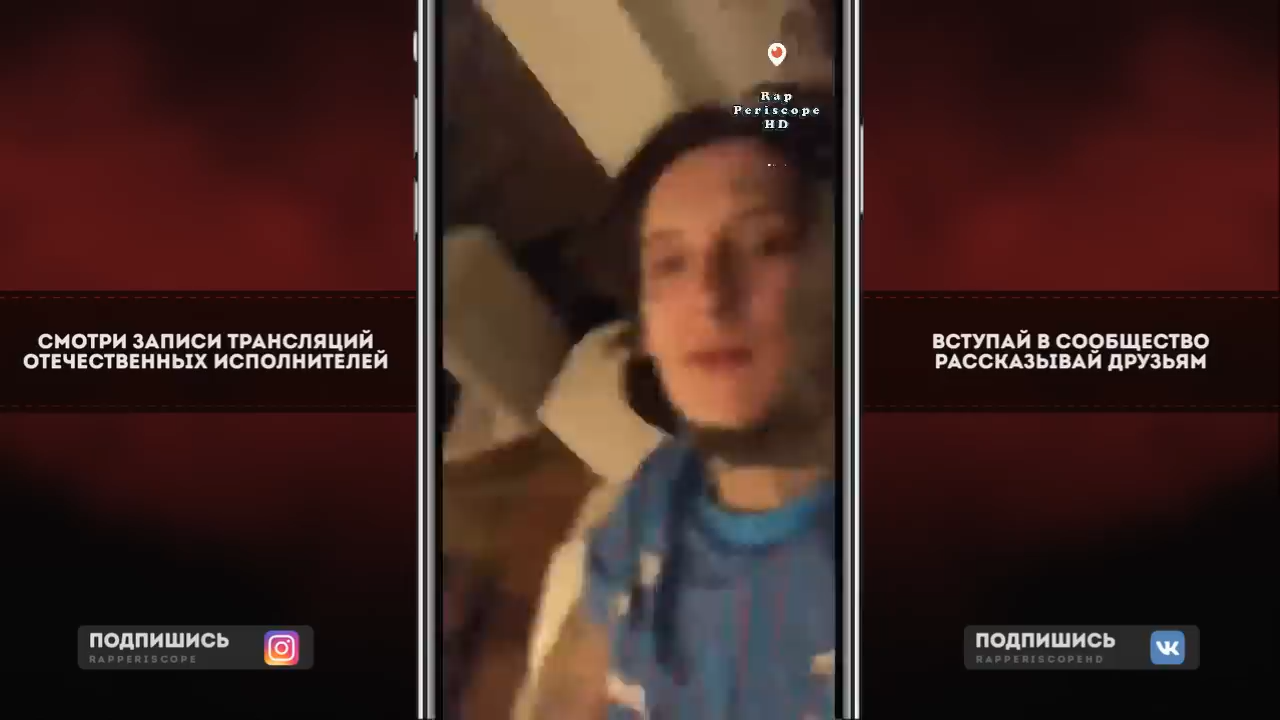 Rap
Periscope
HD
СМОТРИ ЗАПИСИ ТРАНСЛЯЦИЙ
ОТЕЧЕСТВЕННЫХ ИСПОЛНИТЕЛЕЙ
ВСТУПАЙ В СООБЩЕСТВО
РАССКАЗЫВАЙ ДРУЗЬЯМ
ПОДПИШИСЬ
RAPPERISCOPE
ПОДПИШИСЬ
RAPPERISCOPEHD